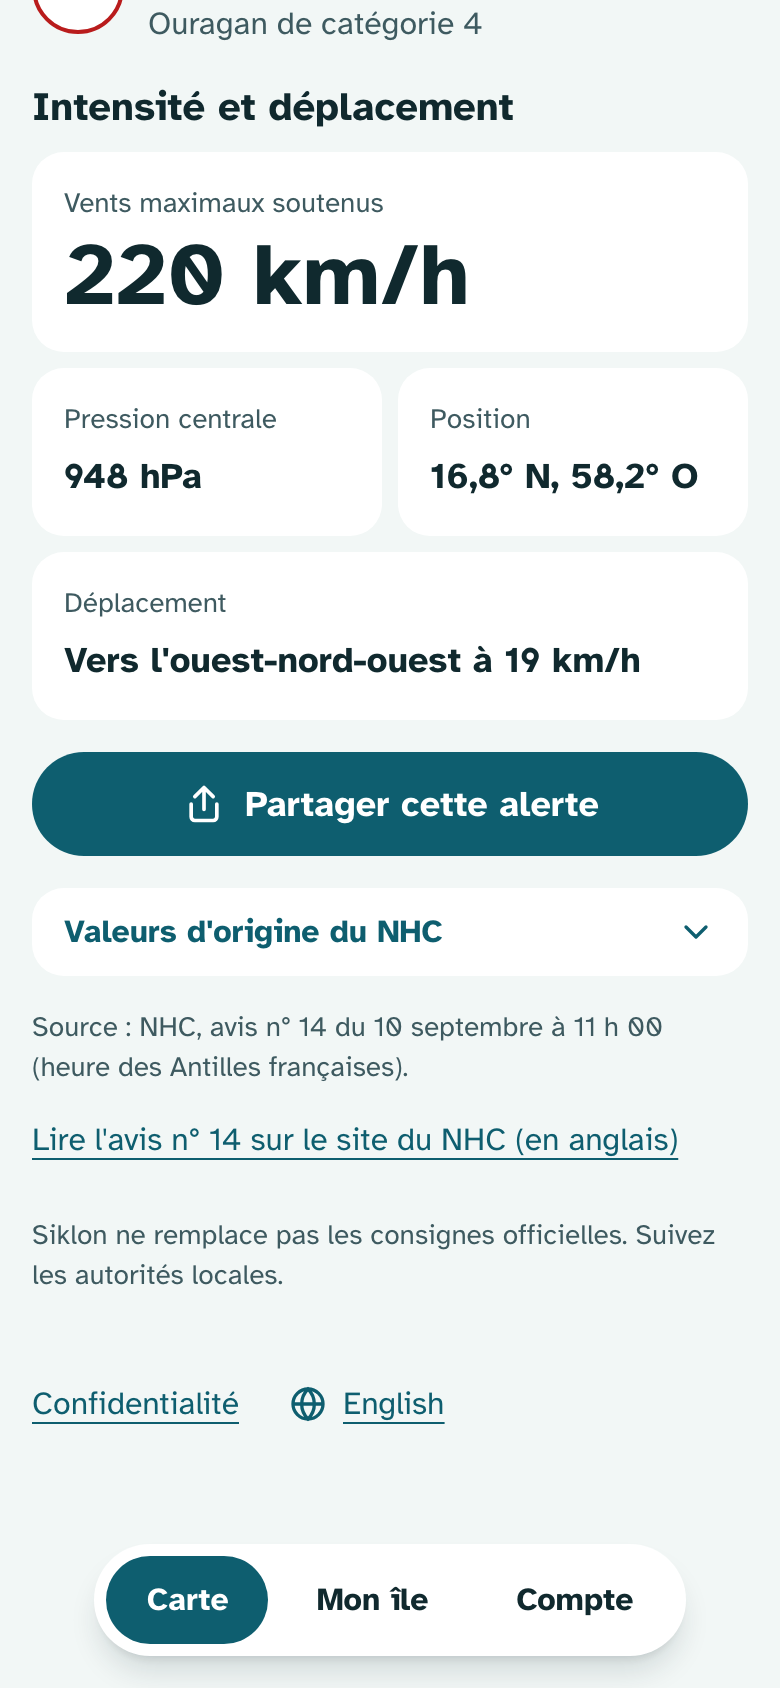 Ouragan de catégorie 4
Intensité et déplacement
Vents maximaux soutenus
220 km/h
Pression centrale
948 hPa
Position
16,8° N, 58,2° O
Déplacement
Vers l'ouest-nord-ouest à 19 km/h
Partager cette alerte
Valeurs d'origine du NHC
Source : NHC, avis n° 14 du 10 septembre à 11 h 00
(heure des Antilles françaises).
Lire l'avis n° 14 sur le site du NHC (en anglais)
Siklon ne remplace pas les consignes officielles. Suivez
les autorités locales.
Confidentialité
English
Carte
Mon île
Compte